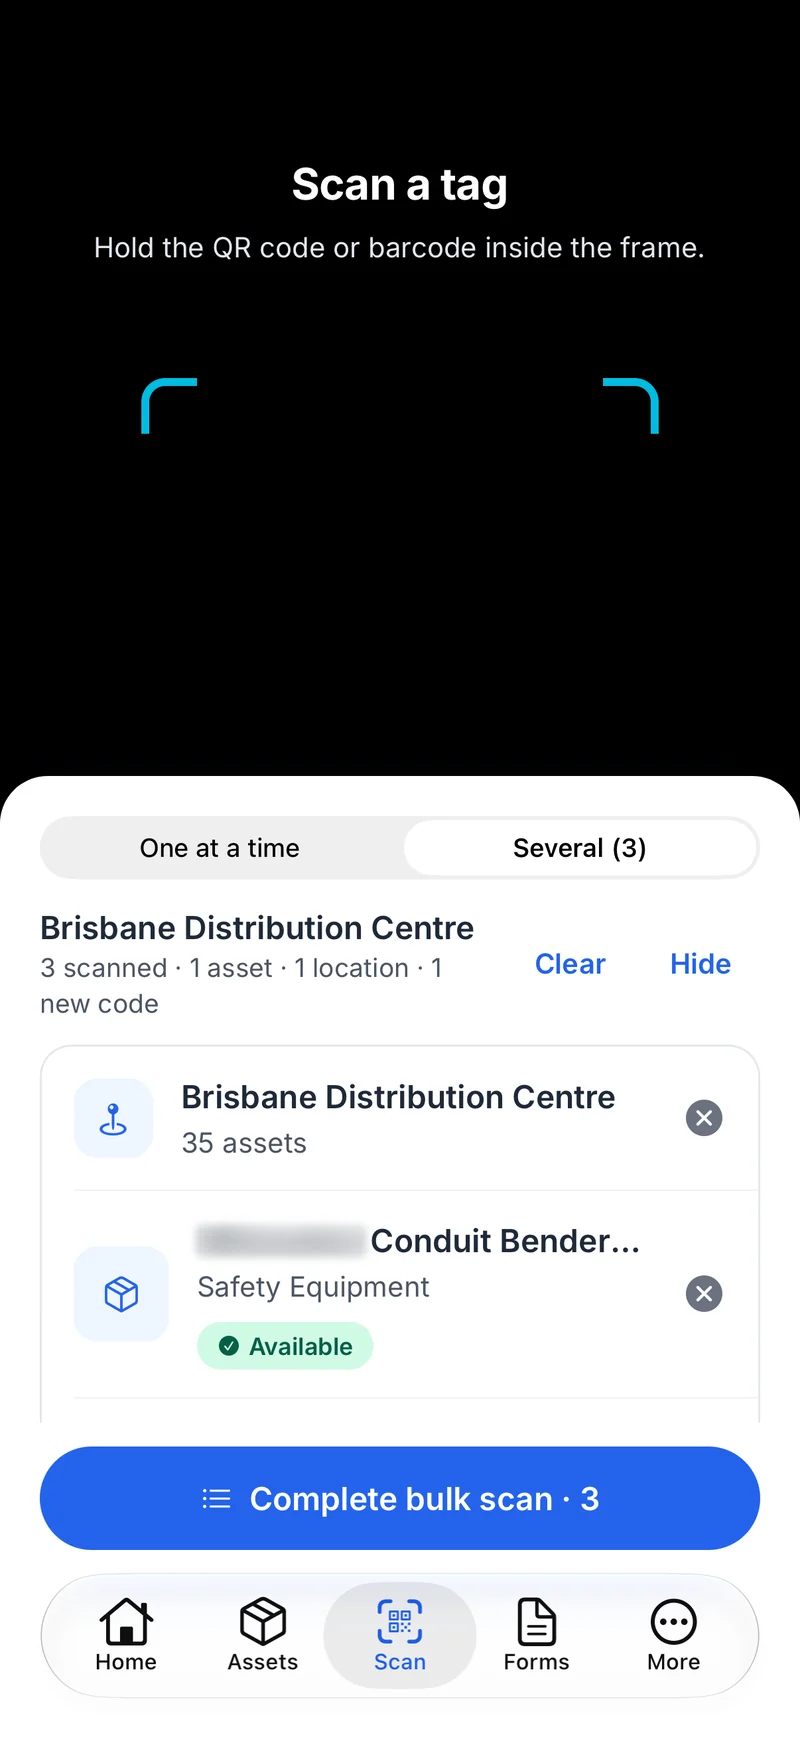 Scan a tag
Hold the QR code or barcode inside the frame.
One at a time
Several (3)
Brisbane Distribution Centre
3 scanned · 1 asset · 1 location · 1
new code
Clear
Hide
Brisbane Distribution Centre
35 assets
Conduit Bender...
Safety Equipment
Available
Complete bulk scan · 3
Home
Assets
Scan
Forms
More